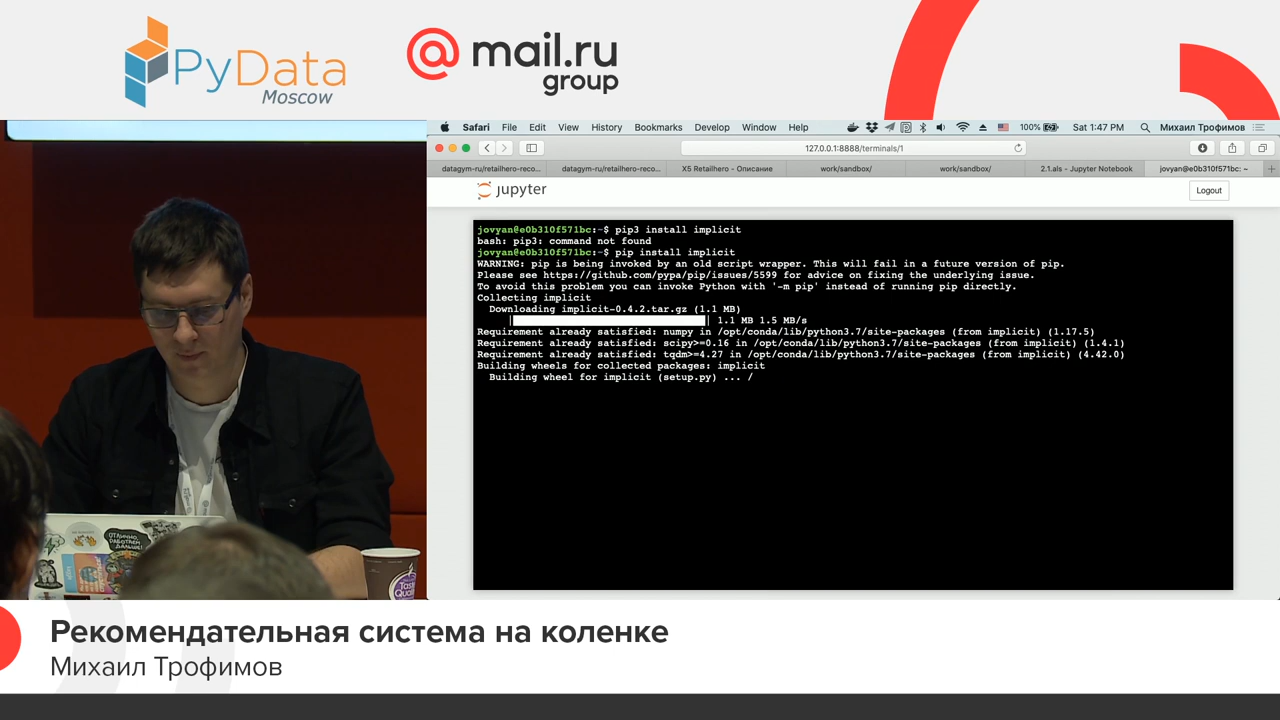 PyData
Moscow
@mail.ru
group
Safari File Edit View History Bookmarks Develop Window Help
100% Sat 1:47 PM Михаил Трофимов
127.0.0.1:8888/terminals/1
datagym-ru/retailhero-reco... datagym-ru/retailhero-reco... X5 Retailhero - Описание work/sandbox/ work/sandbox/ 2.1.als - Jupyter Notebook jovyan@e0b310f571bc: ~
jupyter
Logout
jovyan@e0b310f571bc:~$ pip3 install implicit
bash: pip3: command not found
jovyan@e0b310f571bc:~$ pip install implicit
WARNING: pip is being invoked by an old script wrapper. This will fail in a future version of pip.
Please see https://github.com/pypa/pip/issues/5599 for advice on fixing the underlying issue.
To avoid this problem you can invoke Python with '-m pip' instead of running pip directly.
Collecting implicit
Downloading implicit-0.4.2.tar.gz (1.1 MB)
| | 1.1 MB 1.5 MB/s
Requirement already satisfied: numpy in /opt/conda/lib/python3.7/site-packages (from implicit) (1.17.5)
Requirement already satisfied: scipy>=0.16 in /opt/conda/lib/python3.7/site-packages (from implicit) (1.4.1)
Requirement already satisfied: tqdm>=4.27 in /opt/conda/lib/python3.7/site-packages (from implicit) (4.42.0)
Building wheels for collected packages: implicit
Building wheel for implicit (setup.py) ... /
ОТЛИЧНО,
РАБОТАЕМ
ДАЛЬШЕ!
Рекомендательная система на коленке
Михаил Трофимов